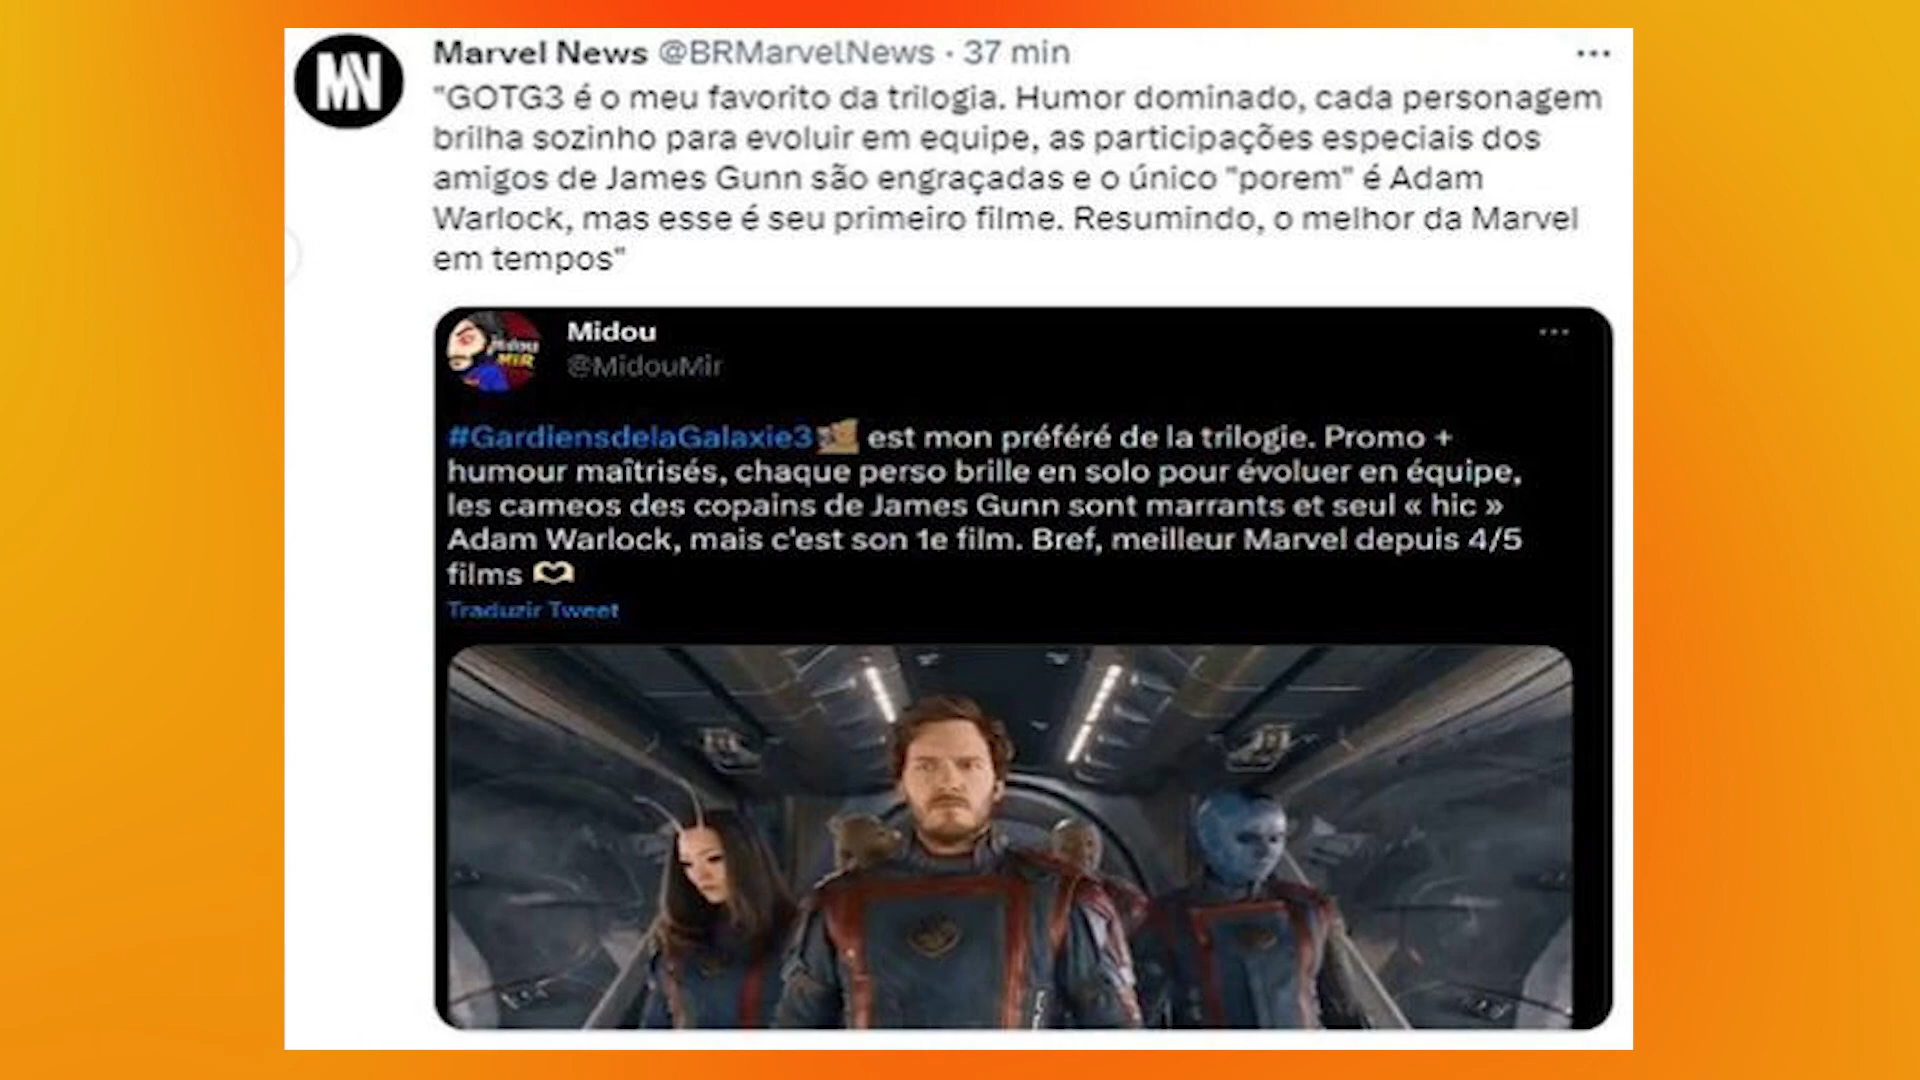 MN
Marvel News @BRMarvelNews · 37 min
"GOTG3 é o meu favorito da trilogia. Humor dominado, cada personagem
brilha sozinho para evoluir em equipe, as participações especiais dos
amigos de James Gunn são engraçadas e o único "porem" é Adam
Warlock, mas esse é seu primeiro filme. Resumindo, o melhor da Marvel
em tempos"
Midou
@MidouMir
Midou
MIR
#GardiensdelaGalaxie3 est mon préféré de la trilogie. Promo +
humour maîtrisés, chaque perso brille en solo pour évoluer en équipe,
les cameos des copains de James Gunn sont marrants et seul « hic »
Adam Warlock, mais c'est son 1e film. Bref, meilleur Marvel depuis 4/5
films
Traduzir Tweet